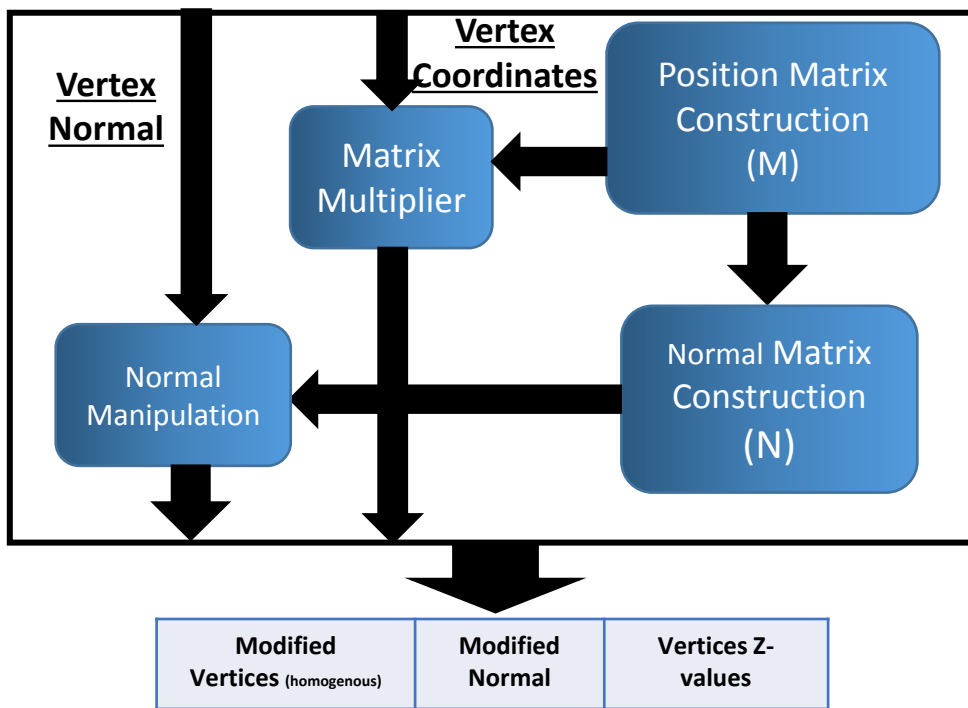 Vertex
Coordinates
Vertex
Normal
Position Matrix
Construction
(M)
Matrix
Multiplier
Normal Matrix
Construction
(N)
Normal
Manipulation
Modified
Vertices (homogenous)
Modified
Normal
Vertices Z-
values